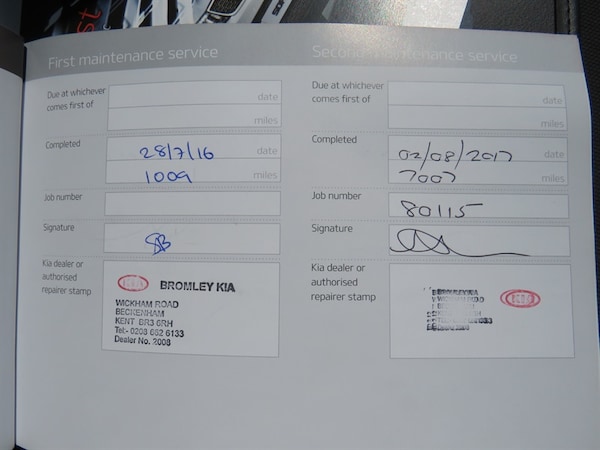 First maintenance service
Due at whichever
comes first of
date
miles
Completed
28/7/16 date
1009 miles
Job number
Signature
Kia dealer or
authorised
repairer stamp
KIA BROMLEY KIA
WICKHAM ROAD
BECKENHAM
KENT BR3 6RH
Tel:- 0208 662 6133
Dealer No. 2008
Second maintenance service
Due at whichever
comes first of
date
miles
Completed
02/08/2017 date
7007 miles
Job number
80115
Signature
Kia dealer or
authorised
repairer stamp